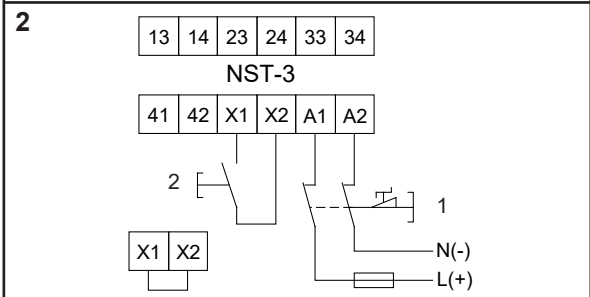 2
13 14 23 24 33 34
NST-3
41 42 X1 X2 A1 A2
2
1
X1 X2
N(-)
L(+)